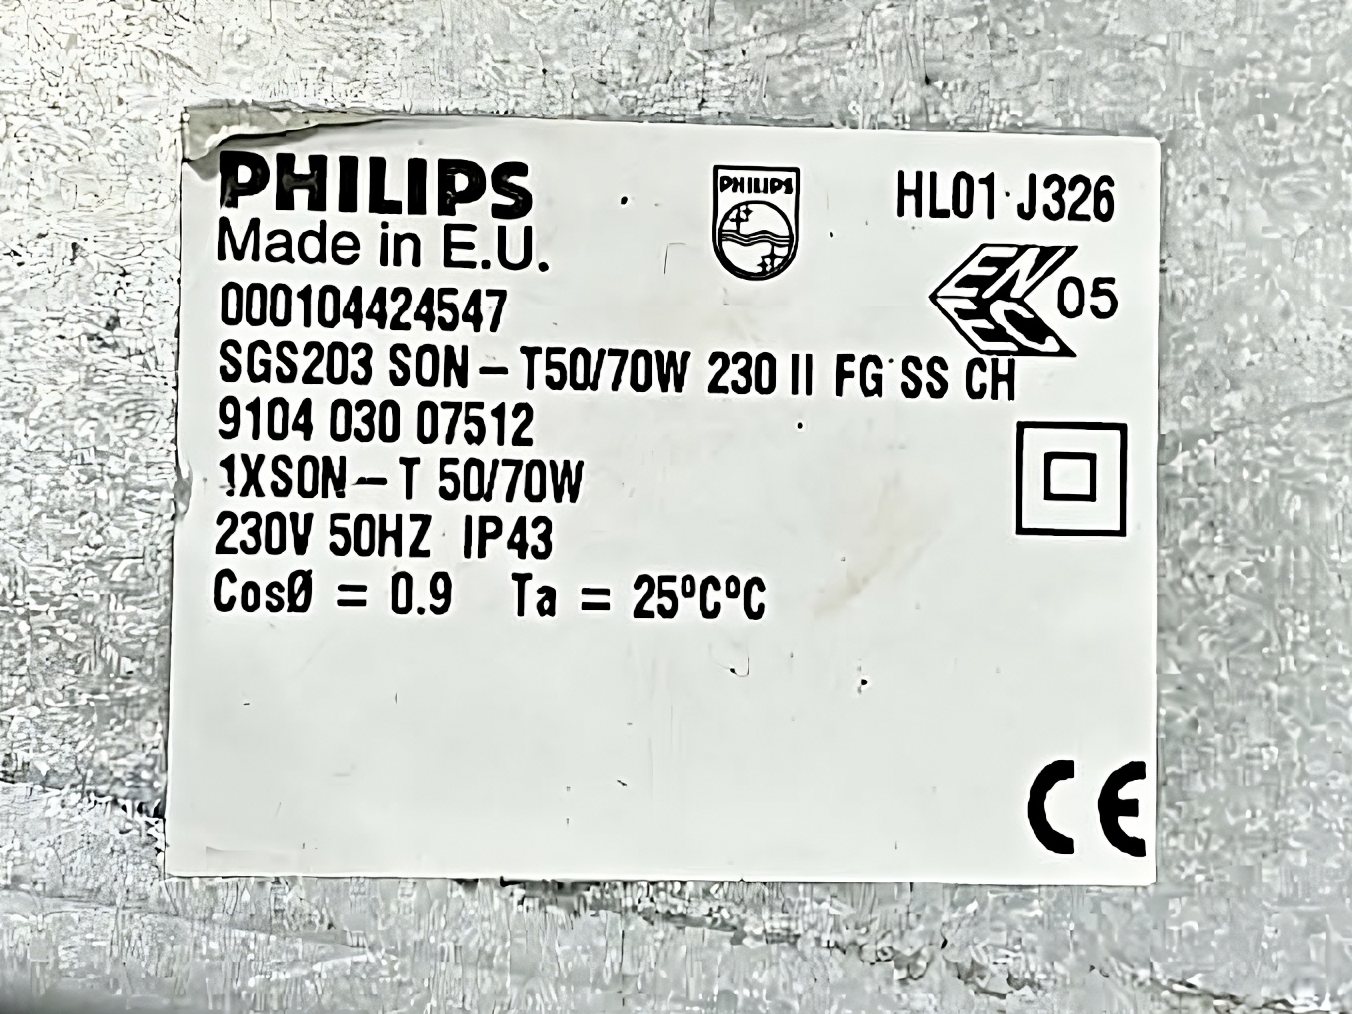 PHILIPS
Made in E.U.
000104424547
SGS203 SON-T50/70W 230 II FG SS CH
9104 030 07512
1XSON-T 50/70W
230V 50HZ IP43
CosØ = 0.9 Ta = 25°C°C
PHILIPS
HL01 J326
ENEC 05
CE